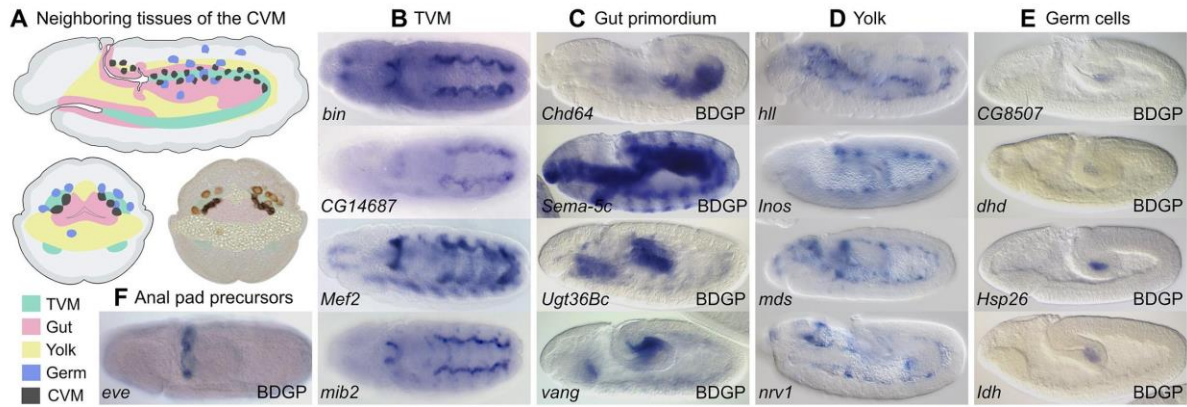 A Neighboring tissues of the CVM
TVM
Gut
Yolk
Germ
CVM
F Anal pad precursors
eve
BDGP
B TVM
bin
CG14687
Mef2
mib2
C Gut primordium
Chd64
BDGP
Sema-5c
BDGP
Ugt36Bc
BDGP
vang
BDGP
D Yolk
hll
Inos
mds
nrv1
E Germ cells
CG8507
BDGP
dhd
BDGP
Hsp26
BDGP
Idh
BDGP